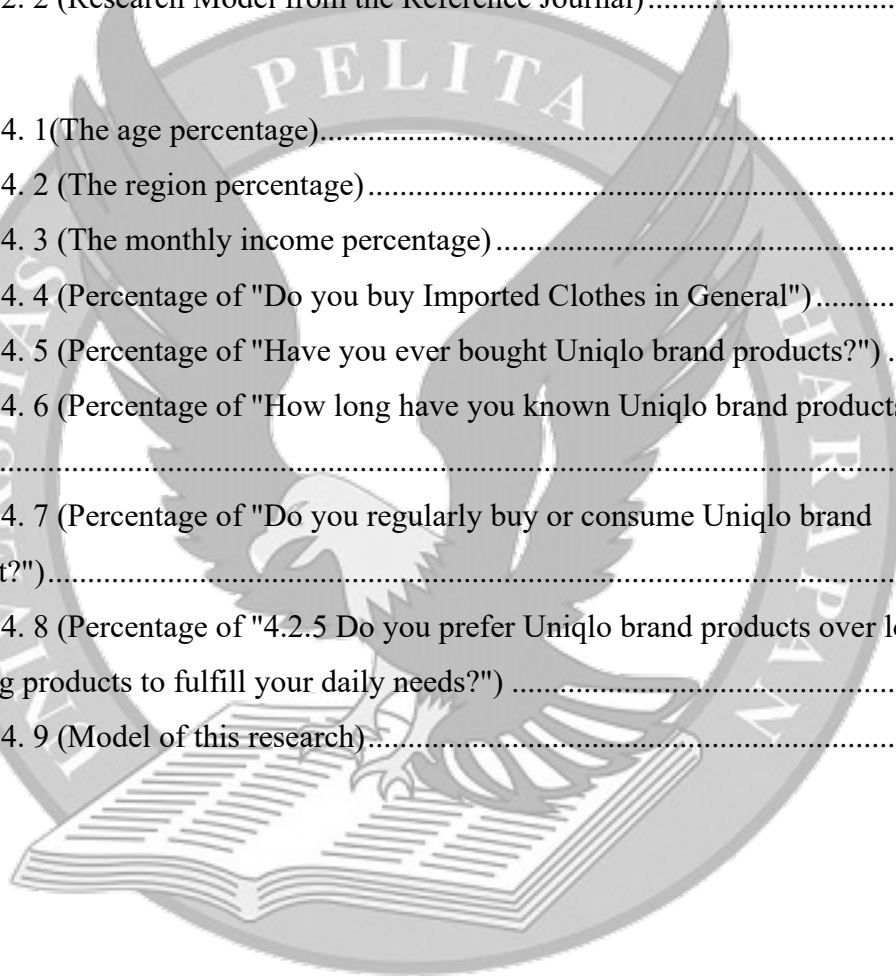 2. 2 (Research Model from the Reference Journal)..............................
4. 1(The age percentage)........................................................................
4. 2 (The region percentage)..................................................................
4. 3 (The monthly income percentage)..................................................
4. 4 (Percentage of "Do you buy Imported Clothes in General")..........
4. 5 (Percentage of "Have you ever bought Uniqlo brand products?") .
4. 6 (Percentage of "How long have you known Uniqlo brand products
............................................................................................................
4. 7 (Percentage of "Do you regularly buy or consume Uniqlo brand
t?")......................................................................................................
4. 8 (Percentage of "4.2.5 Do you prefer Uniqlo brand products over lo
g products to fulfill your daily needs?") ................................................
4. 9 (Model of this research)..................................................................
PELITA
HARAPAN